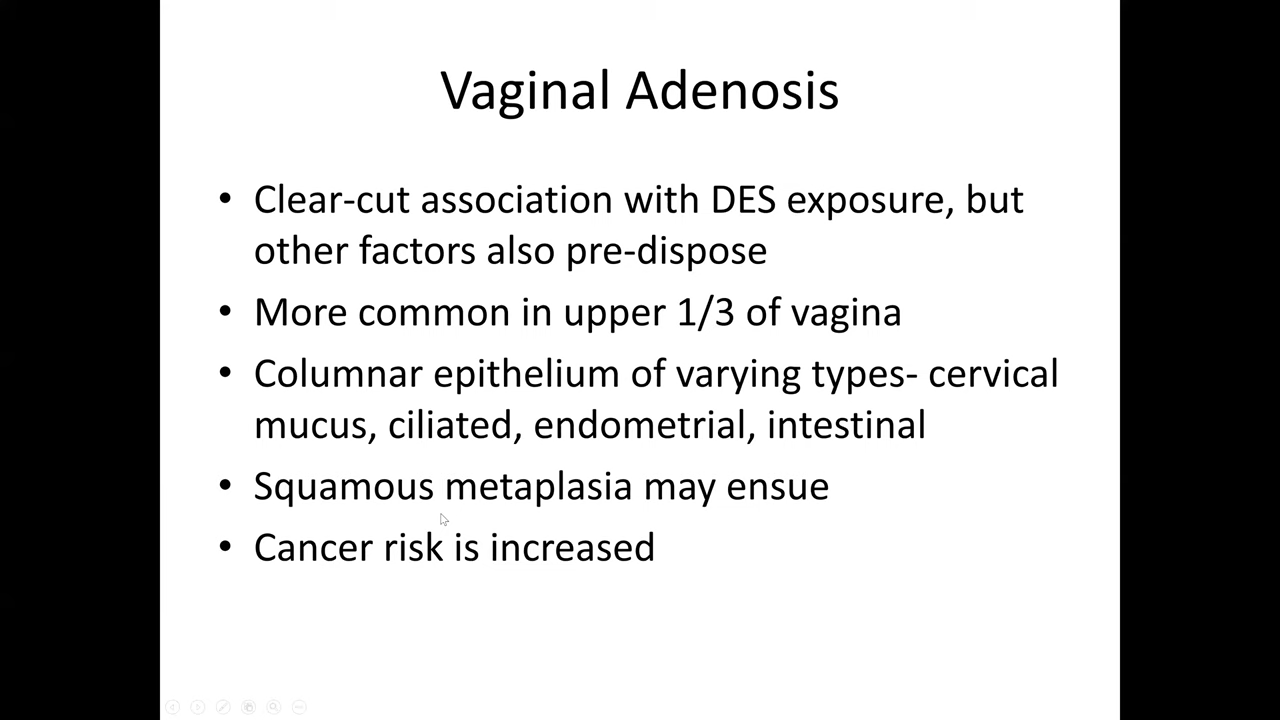 Vaginal Adenosis
• Clear-cut association with DES exposure, but
other factors also pre-dispose
• More common in upper 1/3 of vagina
• Columnar epithelium of varying types- cervical
mucus, ciliated, endometrial, intestinal
• Squamous metaplasia may ensue
• Cancer risk is increased